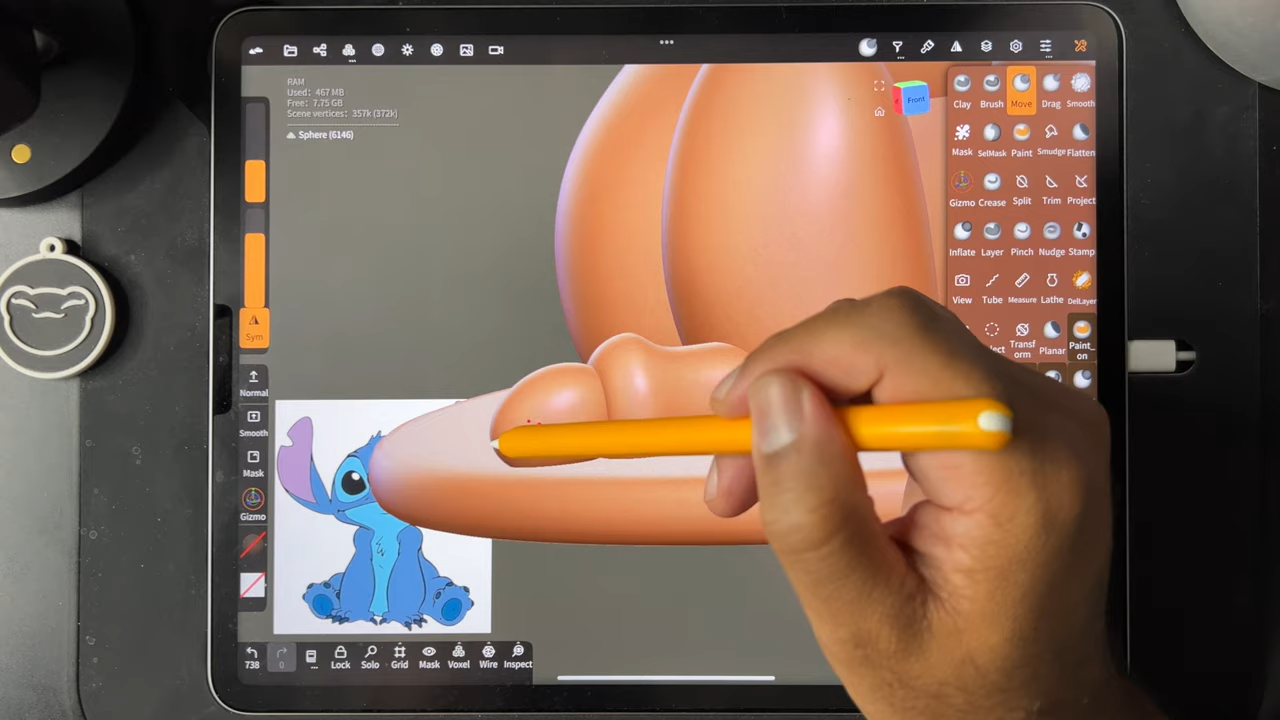 RAM
Used: 467 MB
Free: 7.75 GB
Scene vertices: 357k (372k)
Sphere (6146)
Front
Clay Brush Move Drag Smooth
Mask SelMask Paint Smudge Flatten
Gizmo Crease Split Trim Project
Inflate Layer Pinch Nudge Stamp
View Tube Measure Lathe DelLayer
Transform Planar Paint_on
Sym
Normal
Smooth
Mask
Gizmo
738 0 Lock Solo Grid Mask Voxel Wire Inspect